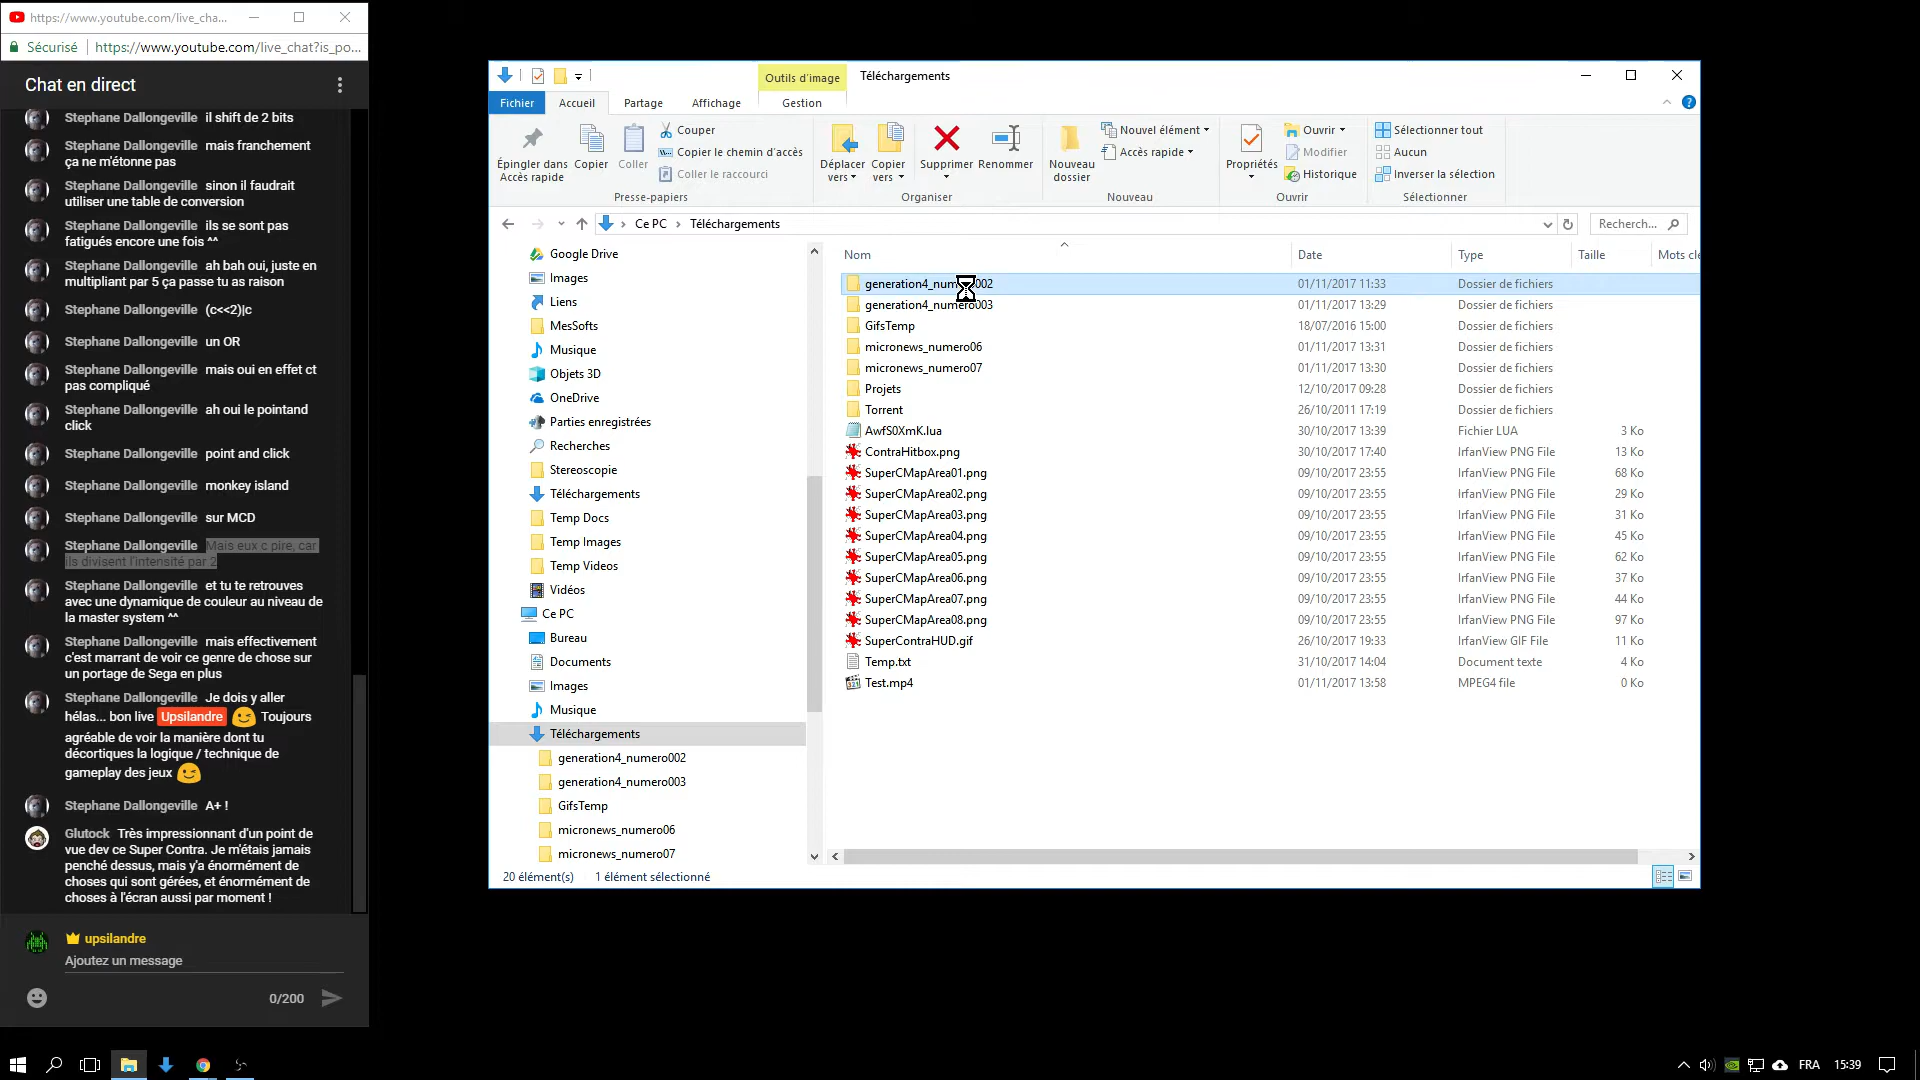 https://www.youtube.com/live_cha...
Sécurisé
https://www.youtube.com/live_chat?is_po...
Chat en direct
Stephane Dallongeville il shift de 2 bits
Stephane Dallongeville mais franchement
ça ne m'étonne pas
Stephane Dallongeville sinon il faudrait
utiliser une table de conversion
Stephane Dallongeville ils se sont pas
fatigués encore une fois ^^
Stephane Dallongeville ah bah oui, juste en
multipliant par 5 ça passe tu as raison
Stephane Dallongeville (c<<2)|c
Stephane Dallongeville un OR
Stephane Dallongeville mais oui en effet ct
pas compliqué
Stephane Dallongeville ah oui le pointand
click
Stephane Dallongeville point and click
Stephane Dallongeville monkey island
Stephane Dallongeville sur MCD
Stephane Dallongeville Mais eux c pire, car
ils divisent l'intensité par 2
Stephane Dallongeville et tu te retrouves
avec une dynamique de couleur au niveau de
la master system ^^
Stephane Dallongeville mais effectivement
c'est marrant de voir ce genre de chose sur
un portage de Sega en plus
Stephane Dallongeville Je dois y aller
hélas... bon live Upsilandre Toujours
agréable de voir la manière dont tu
décortiques la logique / technique de
gameplay des jeux
Stephane Dallongeville A+ !
Glutock Très impressionnant d'un point de
vue dev ce Super Contra. Je m'étais jamais
penché dessus, mais y'a énormément de
choses qui sont gérées, et énormément de
choses à l'écran aussi par moment !
upsilandre
Ajoutez un message
0/200
Outils d'image
Téléchargements
Fichier
Accueil
Partage
Affichage
Gestion
Épingler dans
Accès rapide
Copier
Coller
Couper
Copier le chemin d'accès
Coller le raccourci
Presse-papiers
Déplacer
vers
Copier
vers
Supprimer
Renommer
Organiser
Nouveau
dossier
Nouvel élément
Accès rapide
Nouveau
Propriétés
Ouvrir
Modifier
Historique
Ouvrir
Sélectionner tout
Aucun
Inverser la sélection
Sélectionner
Ce PC
Téléchargements
Recherch...
Google Drive
Images
Liens
MesSofts
Musique
Objets 3D
OneDrive
Parties enregistrées
Recherches
Stereoscopie
Téléchargements
Temp Docs
Temp Images
Temp Videos
Vidéos
Ce PC
Bureau
Documents
Images
Musique
Téléchargements
generation4_numero002
generation4_numero003
GifsTemp
micronews_numero06
micronews_numero07
Nom Date Type Taille Mots cle
generation4_num 002 01/11/2017 11:33 Dossier de fichiers
generation4_numero003 01/11/2017 13:29 Dossier de fichiers
GifsTemp 18/07/2016 15:00 Dossier de fichiers
micronews_numero06 01/11/2017 13:31 Dossier de fichiers
micronews_numero07 01/11/2017 13:30 Dossier de fichiers
Projets 12/10/2017 09:28 Dossier de fichiers
Torrent 26/10/2011 17:19 Dossier de fichiers
AwfS0XmK.lua 30/10/2017 13:39 Fichier LUA 3 Ko
ContraHitbox.png 30/10/2017 17:40 IrfanView PNG File 13 Ko
SuperCMapArea01.png 09/10/2017 23:55 IrfanView PNG File 68 Ko
SuperCMapArea02.png 09/10/2017 23:55 IrfanView PNG File 29 Ko
SuperCMapArea03.png 09/10/2017 23:55 IrfanView PNG File 31 Ko
SuperCMapArea04.png 09/10/2017 23:55 IrfanView PNG File 45 Ko
SuperCMapArea05.png 09/10/2017 23:55 IrfanView PNG File 62 Ko
SuperCMapArea06.png 09/10/2017 23:55 IrfanView PNG File 37 Ko
SuperCMapArea07.png 09/10/2017 23:55 IrfanView PNG File 44 Ko
SuperCMapArea08.png 09/10/2017 23:55 IrfanView PNG File 97 Ko
SuperContraHUD.gif 26/10/2017 19:33 IrfanView GIF File 11 Ko
Temp.txt 31/10/2017 14:04 Document texte 4 Ko
Test.mp4 01/11/2017 13:58 MPEG4 file 0 Ko
20 élément(s)
1 élément sélectionné
FRA
15:39